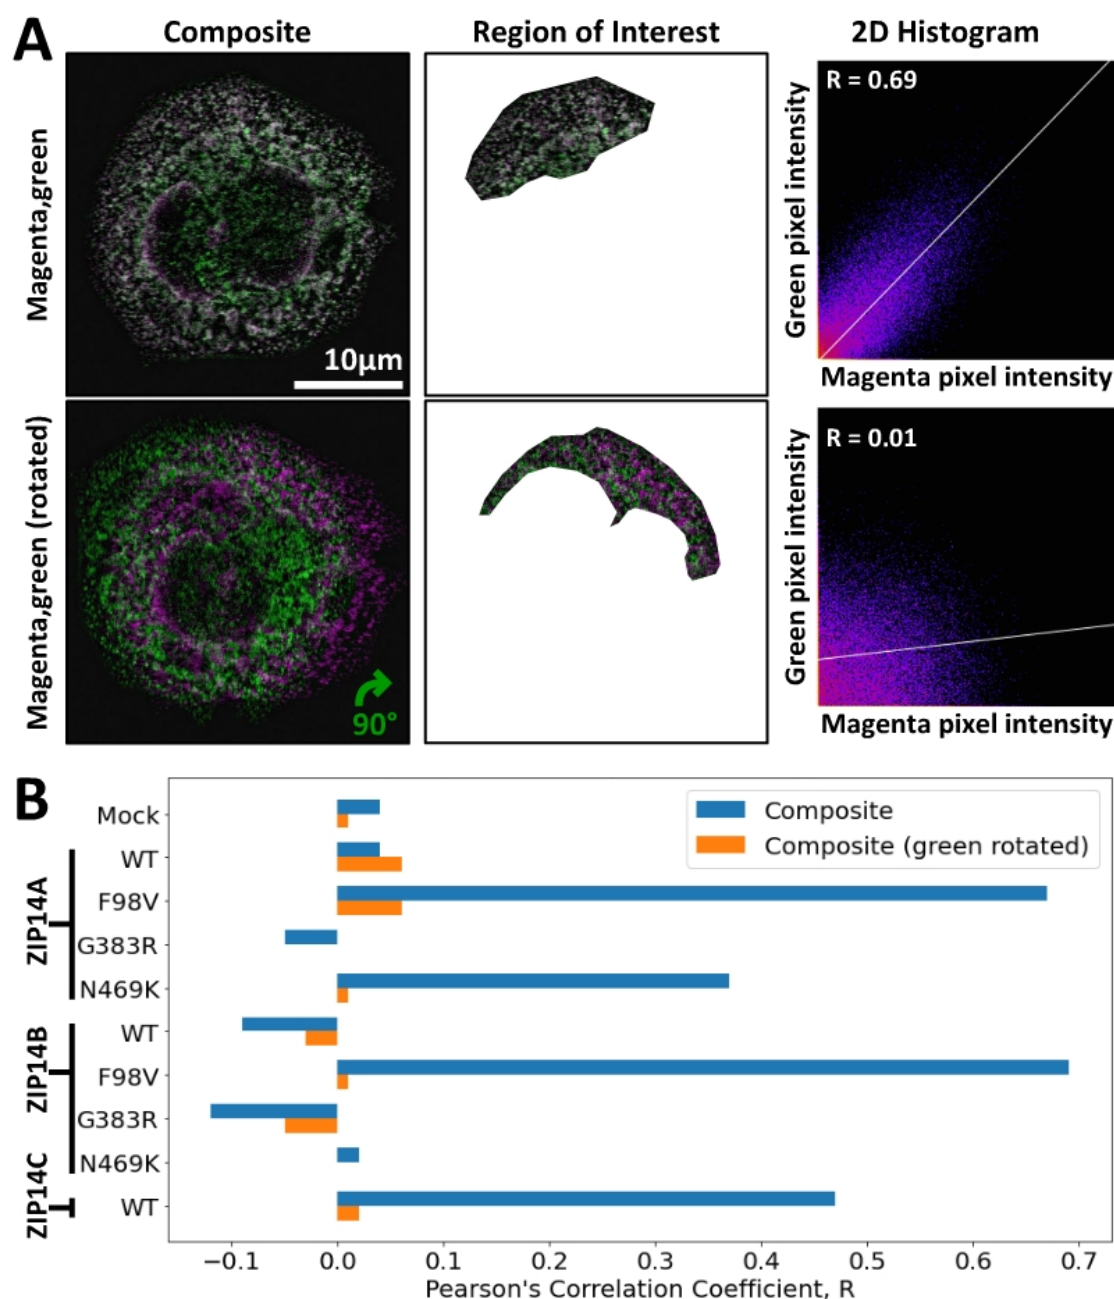 A
Composite
Region of Interest
2D Histogram
Magenta,green
10μm
R = 0.69
Green pixel intensity
Magenta pixel intensity
Magenta,green (rotated)
90°
R = 0.01
Green pixel intensity
Magenta pixel intensity
B
Composite
Composite (green rotated)
Mock
ZIP14A
WT
F98V
G383R
N469K
ZIP14B
WT
F98V
G383R
N469K
ZIP14C
WT
−0.1 0.0 0.1 0.2 0.3 0.4 0.5 0.6 0.7
Pearson's Correlation Coefficient, R